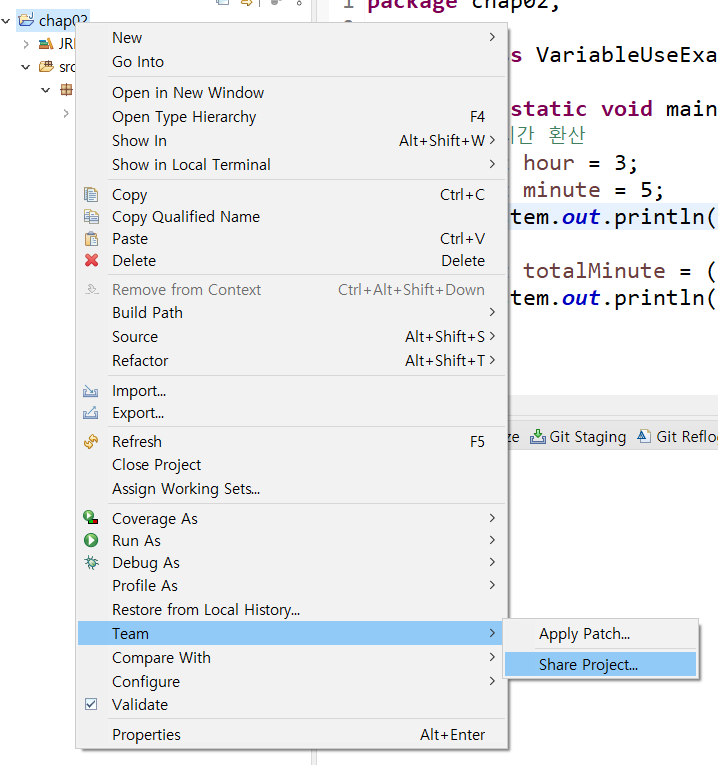 chap02
JRE
src
New
Go Into
Open in New Window
Open Type Hierarchy F4
Show In Alt+Shift+W
Show in Local Terminal
Copy Ctrl+C
Copy Qualified Name
Paste Ctrl+V
Delete Delete
Remove from Context Ctrl+Alt+Shift+Down
Build Path
Source Alt+Shift+S
Refactor Alt+Shift+T
Import...
Export...
Refresh F5
Close Project
Assign Working Sets...
Coverage As
Run As
Debug As
Profile As
Restore from Local History...
Team
Compare With
Configure
Validate
Properties Alt+Enter
Apply Patch...
Share Project...
1 package chap02;
s VariableUseExa
static void main
시간 환산
hour = 3;
minute = 5;
tem.out.println(
totalMinute = (
tem.out.println(
ze Git Staging Git Reflo